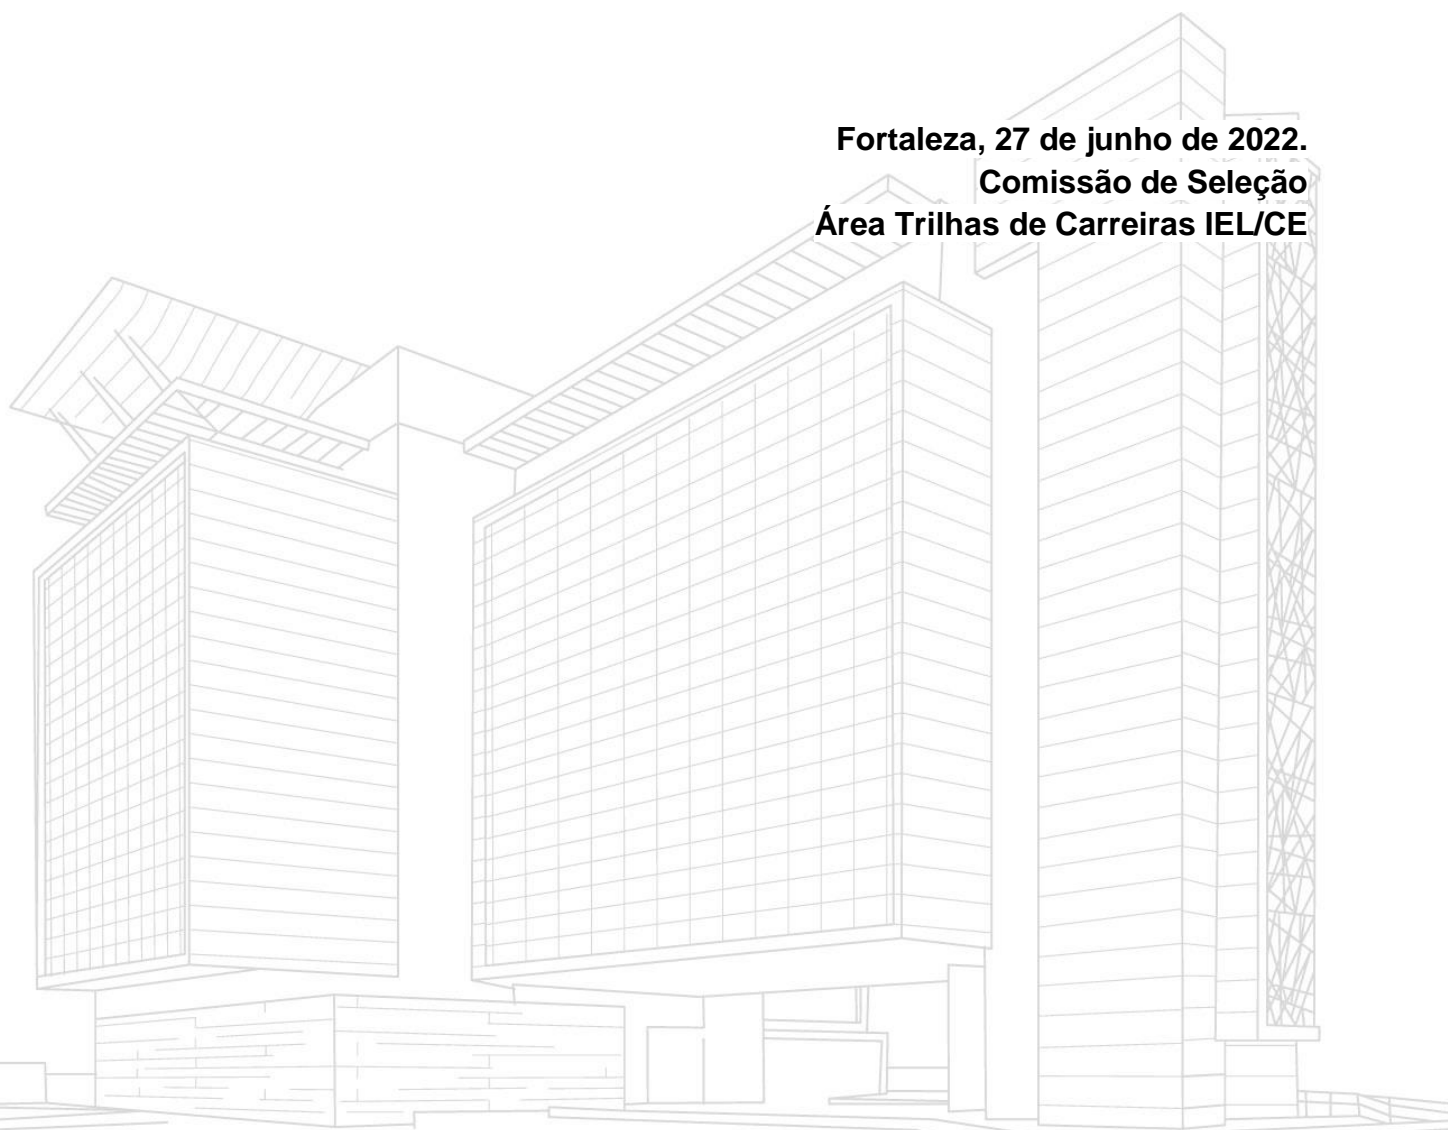 Fortaleza, 27 de junho de 2022.
Comissão de Seleção
Área Trilhas de Carreiras IEL/CE